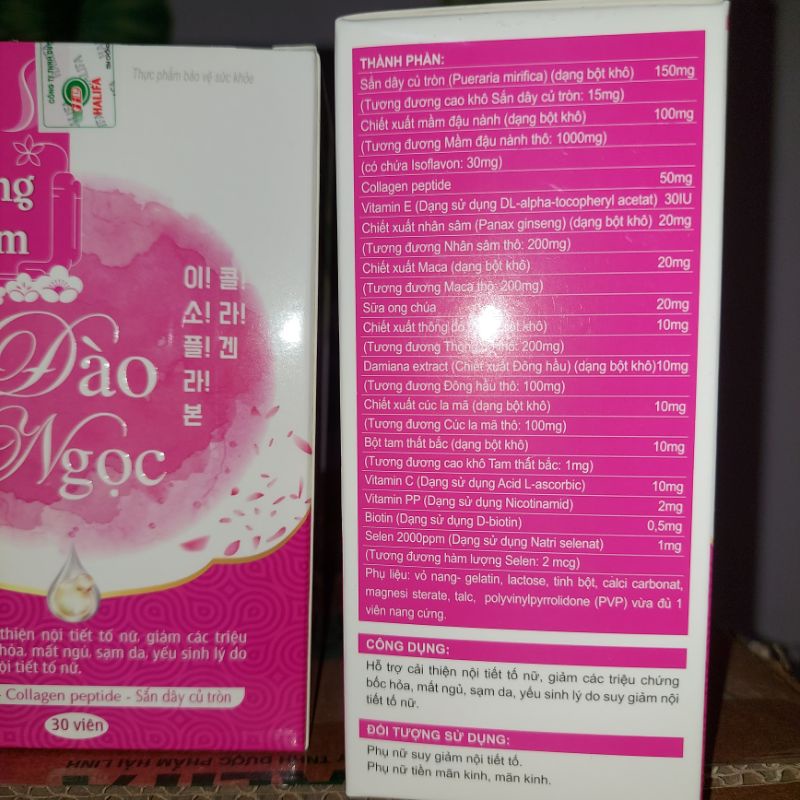 Thực phẩm bảo vệ sức khỏe
CÔNG TY TNHH
HALIFA
ng
m
콜! 라! 겐
이! 소! 플! 라! 본
Đào
Ngọc
thiện nội tiết tố nữ, giảm các triệu
hỏa, mất ngủ, sạm da, yếu sinh lý do
ội tiết tố nữ.
- Collagen peptide - Sắn dây củ tròn
30 viên
TY TNHH DƯỢC PHẨM HẢI LINH
THÀNH PHẦN:
Sắn dây củ tròn (Pueraria mirifica) (dạng bột khô) 150mg
(Tương đương cao khô Sắn dây củ tròn: 15mg)
Chiết xuất mầm đậu nành (dạng bột khô) 100mg
(Tương đương Mầm đậu nành thô: 1000mg)
(có chứa Isoflavon: 30mg)
Collagen peptide 50mg
Vitamin E (Dạng sử dụng DL-alpha-tocopheryl acetat) 30IU
Chiết xuất nhân sâm (Panax ginseng) (dạng bột khô) 20mg
(Tương đương Nhân sâm thô: 200mg)
Chiết xuất Maca (dạng bột khô) 20mg
(Tương đương Maca thô: 200mg)
Sữa ong chúa 20mg
Chiết xuất thông đỏ khô) 10mg
(Tương đương Thông thô: 200mg)
Damiana extract (Chiết xuất Đông hầu) (dạng bột khô)10mg
(Tương đương Đông hầu thô: 100mg)
Chiết xuất cúc la mã (dạng bột khô) 10mg
(Tương đương Cúc la mã thô: 100mg)
Bột tam thất bắc (dạng bột khô) 10mg
(Tương đương cao khô Tam thất bắc: 1mg)
Vitamin C (Dạng sử dụng Acid L-ascorbic) 10mg
Vitamin PP (Dạng sử dụng Nicotinamid) 2mg
Biotin (Dạng sử dụng D-biotin) 0,5mg
Selen 2000ppm (Dạng sử dụng Natri selenat) 1mg
(Tương đương hàm lượng Selen: 2 mcg)
Phụ liệu: vỏ nang- gelatin, lactose, tinh bột, calci carbonat,
magnesi sterate, talc, polyvinylpyrrolidone (PVP) vừa đủ 1
viên nang cứng.
CÔNG DỤNG:
Hỗ trợ cải thiện nội tiết tố nữ, giảm các triệu chứng
bốc hỏa, mất ngủ, sạm da, yếu sinh lý do suy giảm nội
tiết tố nữ.
ĐỐI TƯỢNG SỬ DỤNG:
Phụ nữ suy giảm nội tiết tố.
Phụ nữ tiền mãn kinh, mãn kinh.